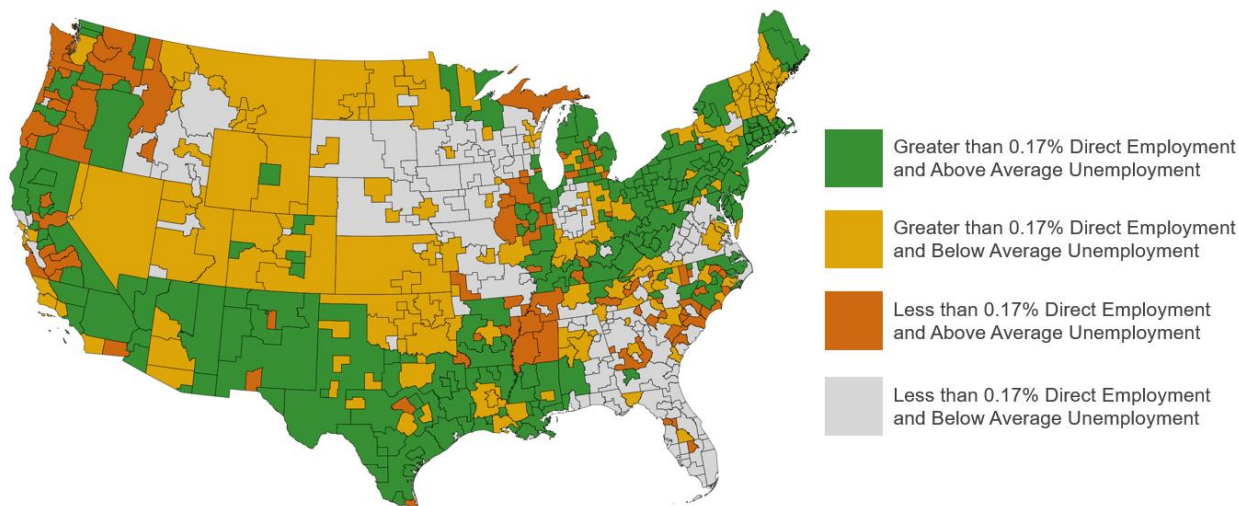 Greater than 0.17% Direct Employment
and Above Average Unemployment
Greater than 0.17% Direct Employment
and Below Average Unemployment
Less than 0.17% Direct Employment
and Above Average Unemployment
Less than 0.17% Direct Employment
and Below Average Unemployment